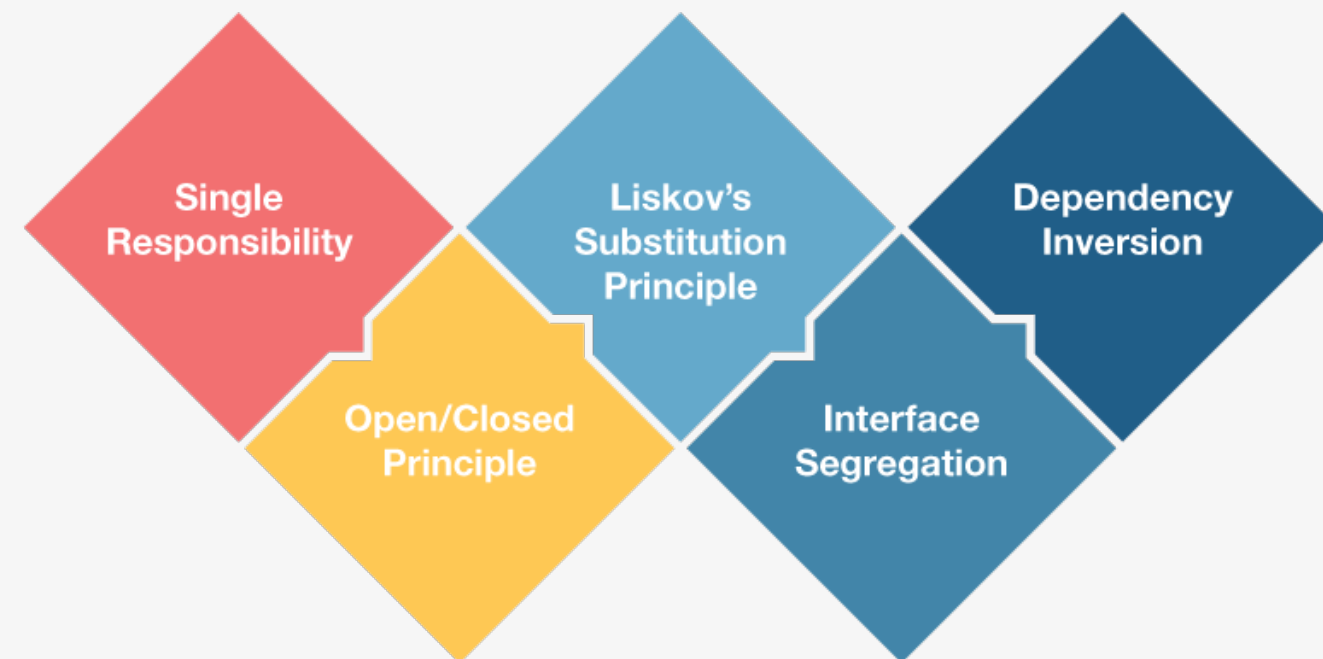 Single
Responsibility
Open/Closed
Principle
Liskov’s
Substitution
Principle
Interface
Segregation
Dependency
Inversion